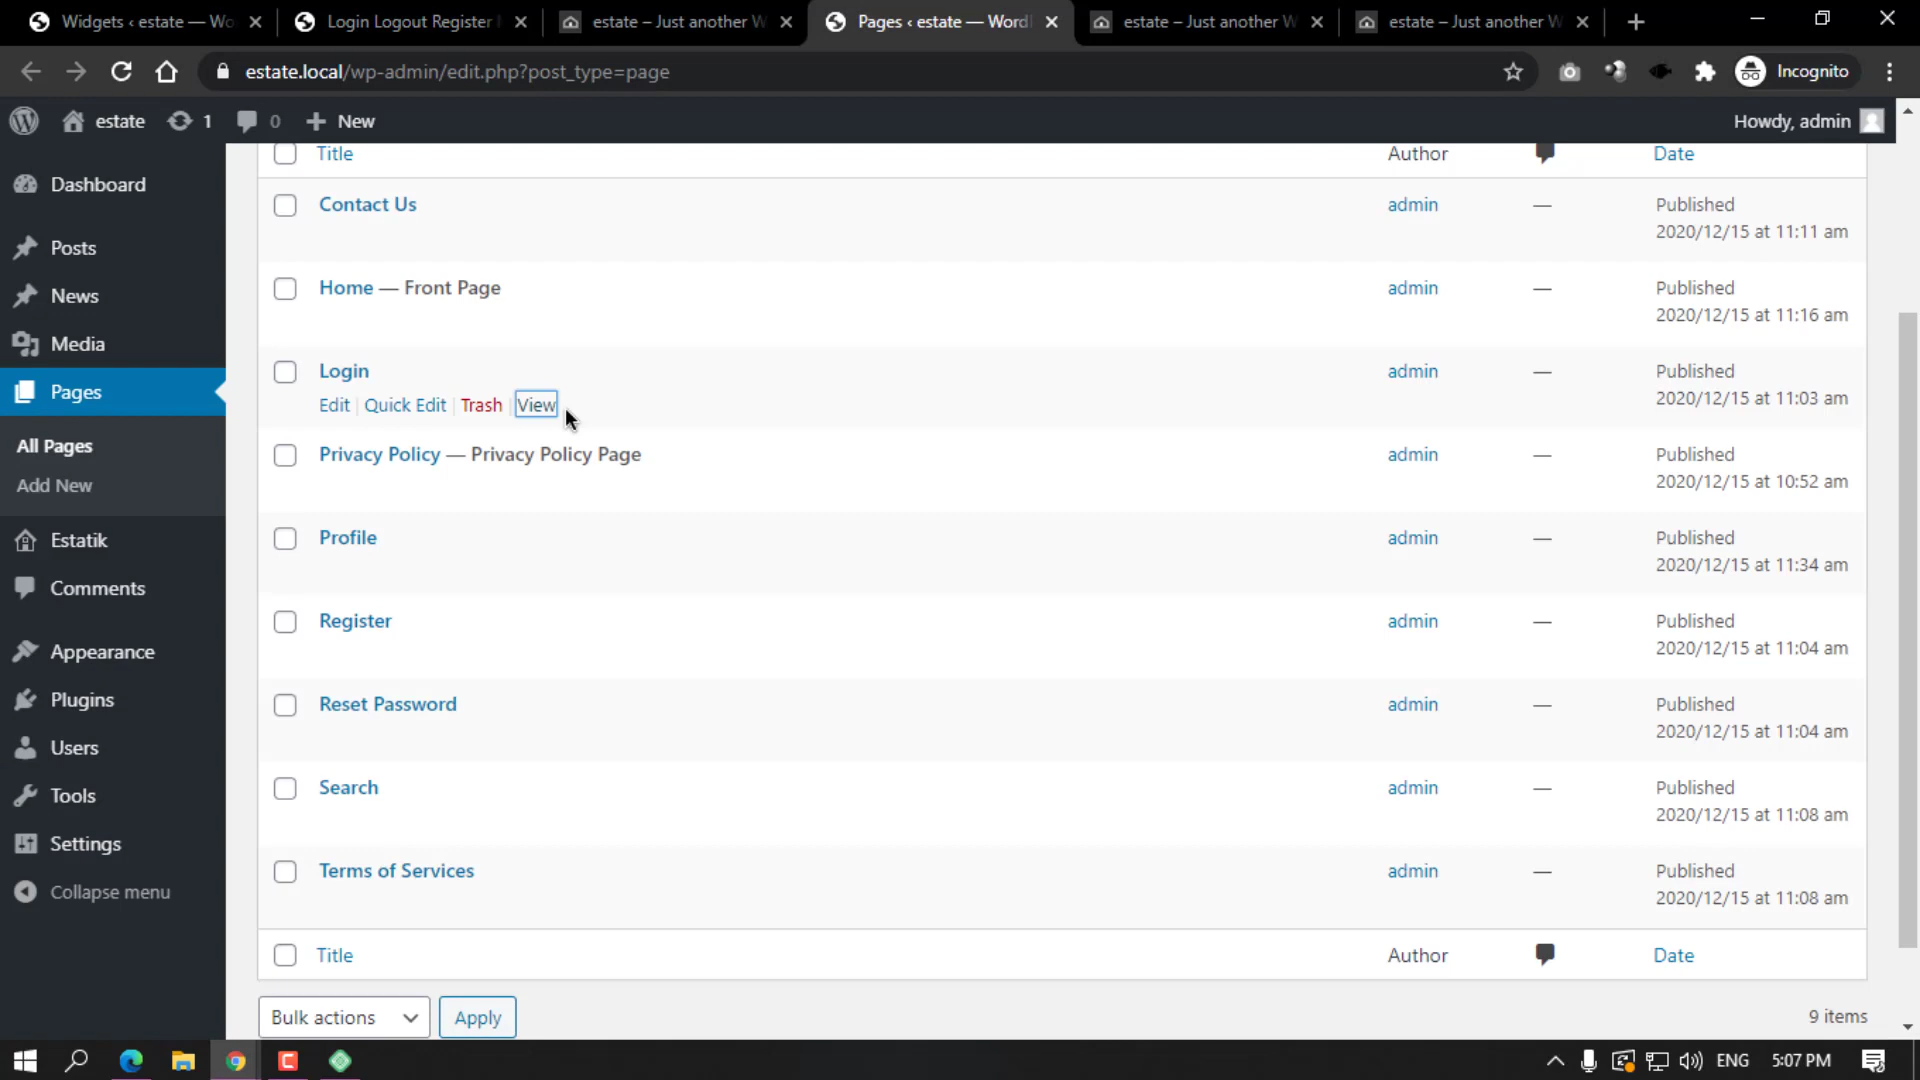 Widgets ‹ estate — Wo
Login Logout Register
estate – Just another W
Pages ‹ estate — Word
estate – Just another W
estate – Just another W
estate.local/wp-admin/edit.php?post_type=page
Incognito
estate 1 0 + New
Howdy, admin
Dashboard
Posts
News
Media
Pages
All Pages
Add New
Estatik
Comments
Appearance
Plugins
Users
Tools
Settings
Collapse menu
Title Author Date
Contact Us admin — Published
2020/12/15 at 11:11 am
Home — Front Page admin — Published
2020/12/15 at 11:16 am
Login admin — Published
Edit | Quick Edit | Trash | View 2020/12/15 at 11:03 am
Privacy Policy — Privacy Policy Page admin — Published
2020/12/15 at 10:52 am
Profile admin — Published
2020/12/15 at 11:34 am
Register admin — Published
2020/12/15 at 11:04 am
Reset Password admin — Published
2020/12/15 at 11:04 am
Search admin — Published
2020/12/15 at 11:08 am
Terms of Services admin — Published
2020/12/15 at 11:08 am
Title Author Date
Bulk actions Apply 9 items
ENG 5:07 PM